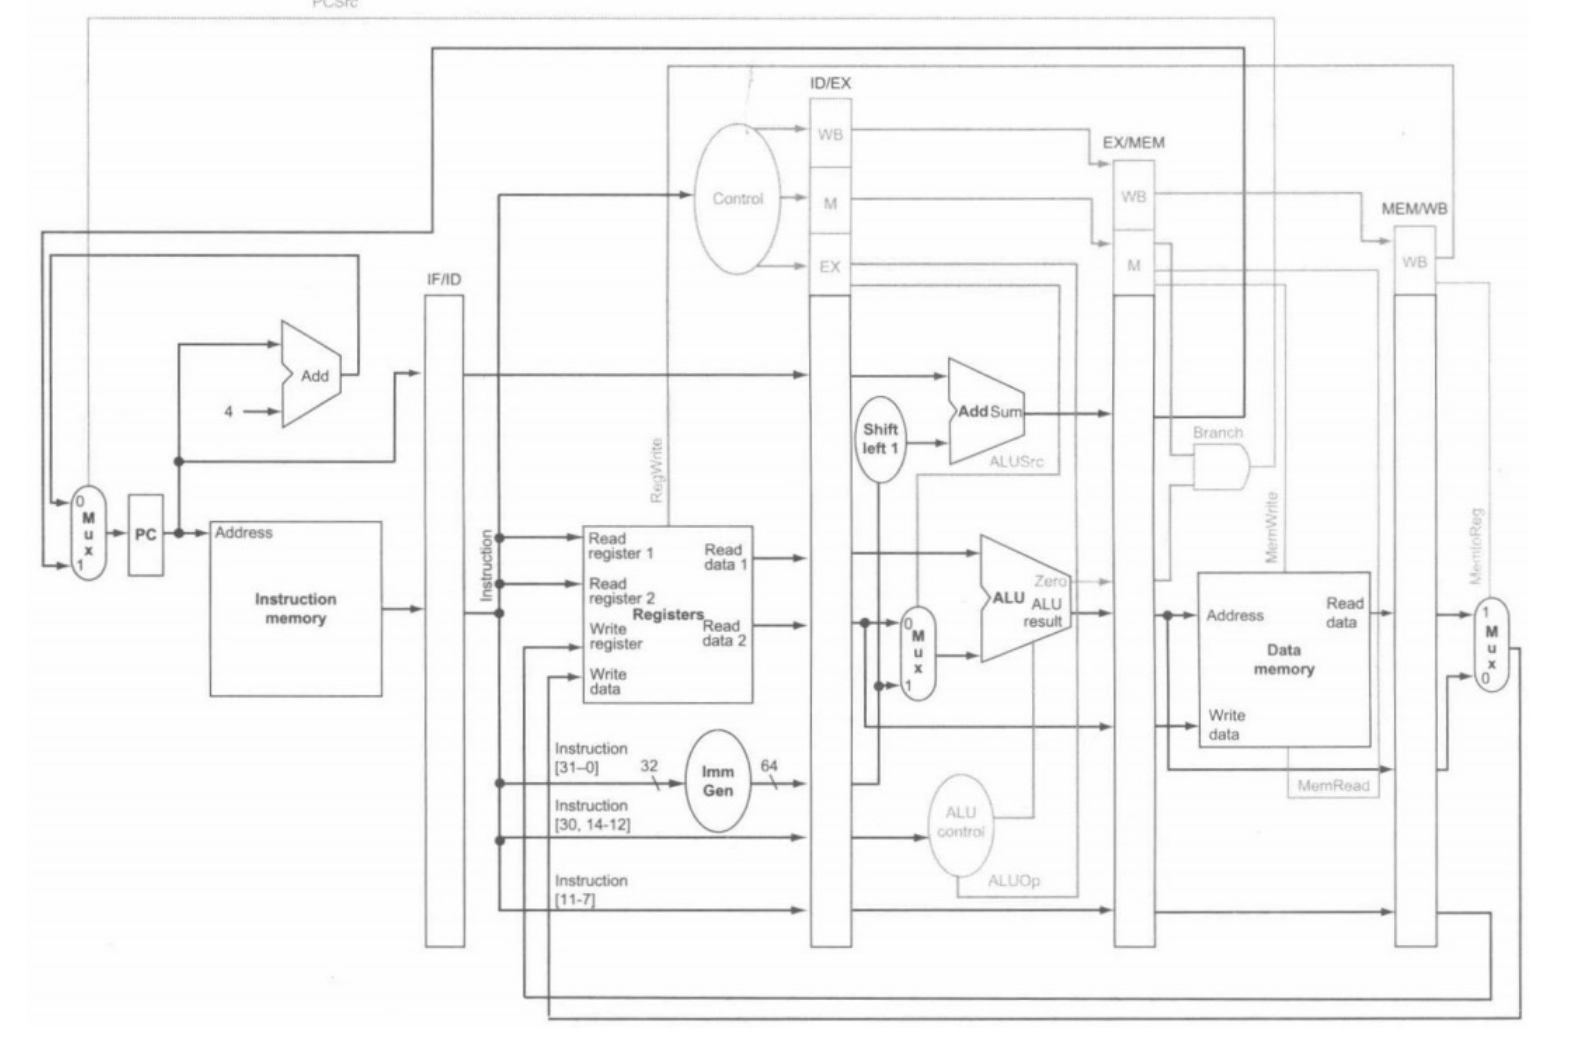 PCSrc
ID/EX
WB
EX/MEM
Control
M
WB
MEM/WB
EX
M
WB
IF/ID
Add
4
Add Sum
Shift
left 1
Branch
ALUSrc
RegWrite
MemWrite
MemtoReg
0
M
u
x
1
PC
Address
Instruction
memory
Instruction
Read
register 1
Read
data 1
Read
register 2
Registers
Read
data 2
Write
register
Write
data
Zero
ALU
ALU
result
0
M
u
x
1
Address
Read
data
Data
memory
Write
data
MemRead
1
M
u
x
0
Instruction
[31–0]
32
Imm
Gen
64
Instruction
[30, 14-12]
ALU
control
ALUOp
Instruction
[11-7]